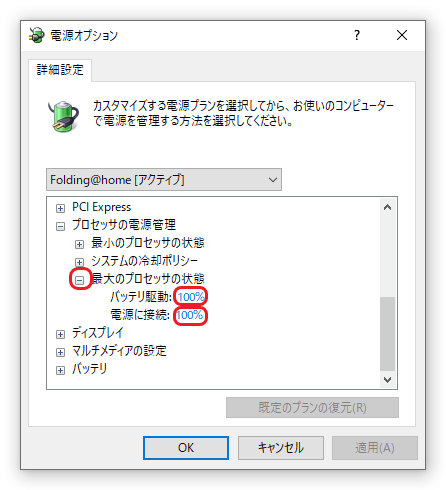 電源オプション
詳細設定
カスタマイズする電源プランを選択してから、お使いのコンピューター
で電源を管理する方法を選択してください。
Folding@home [アクティブ]
PCI Express
プロセッサの電源管理
最小のプロセッサの状態
システムの冷却ポリシー
最大のプロセッサの状態
バッテリ駆動: 100%
電源に接続: 100%
ディスプレイ
マルチメディアの設定
バッテリ
既定のプランの復元(R)
OK キャンセル 適用(A)